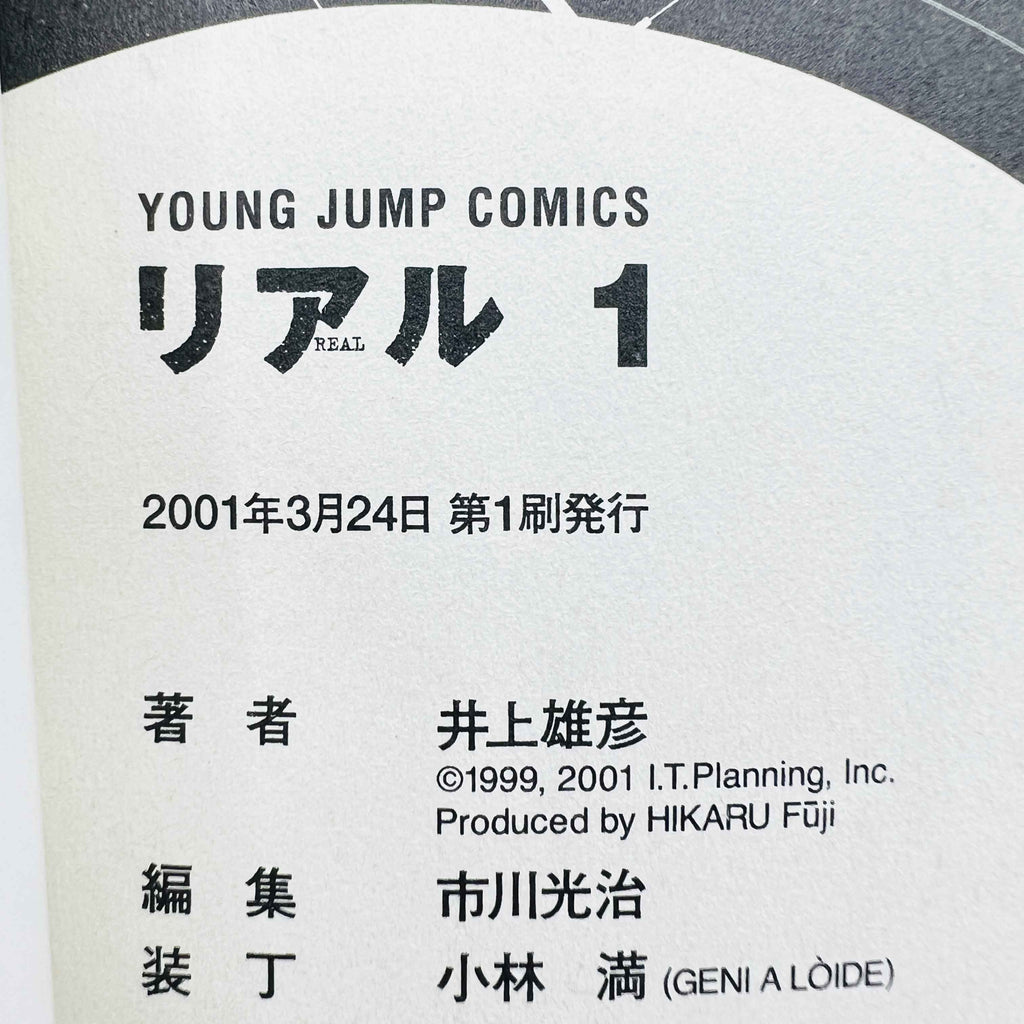 YOUNG JUMP COMICS
リアル 1
REAL
2001年3月24日 第1刷発行
著 者 井上雄彦
©1999, 2001 I.T.Planning, Inc.
Produced by HIKARU Fūji
編 集 市川光治
装 丁 小林 満 (GENI A LÒIDE)